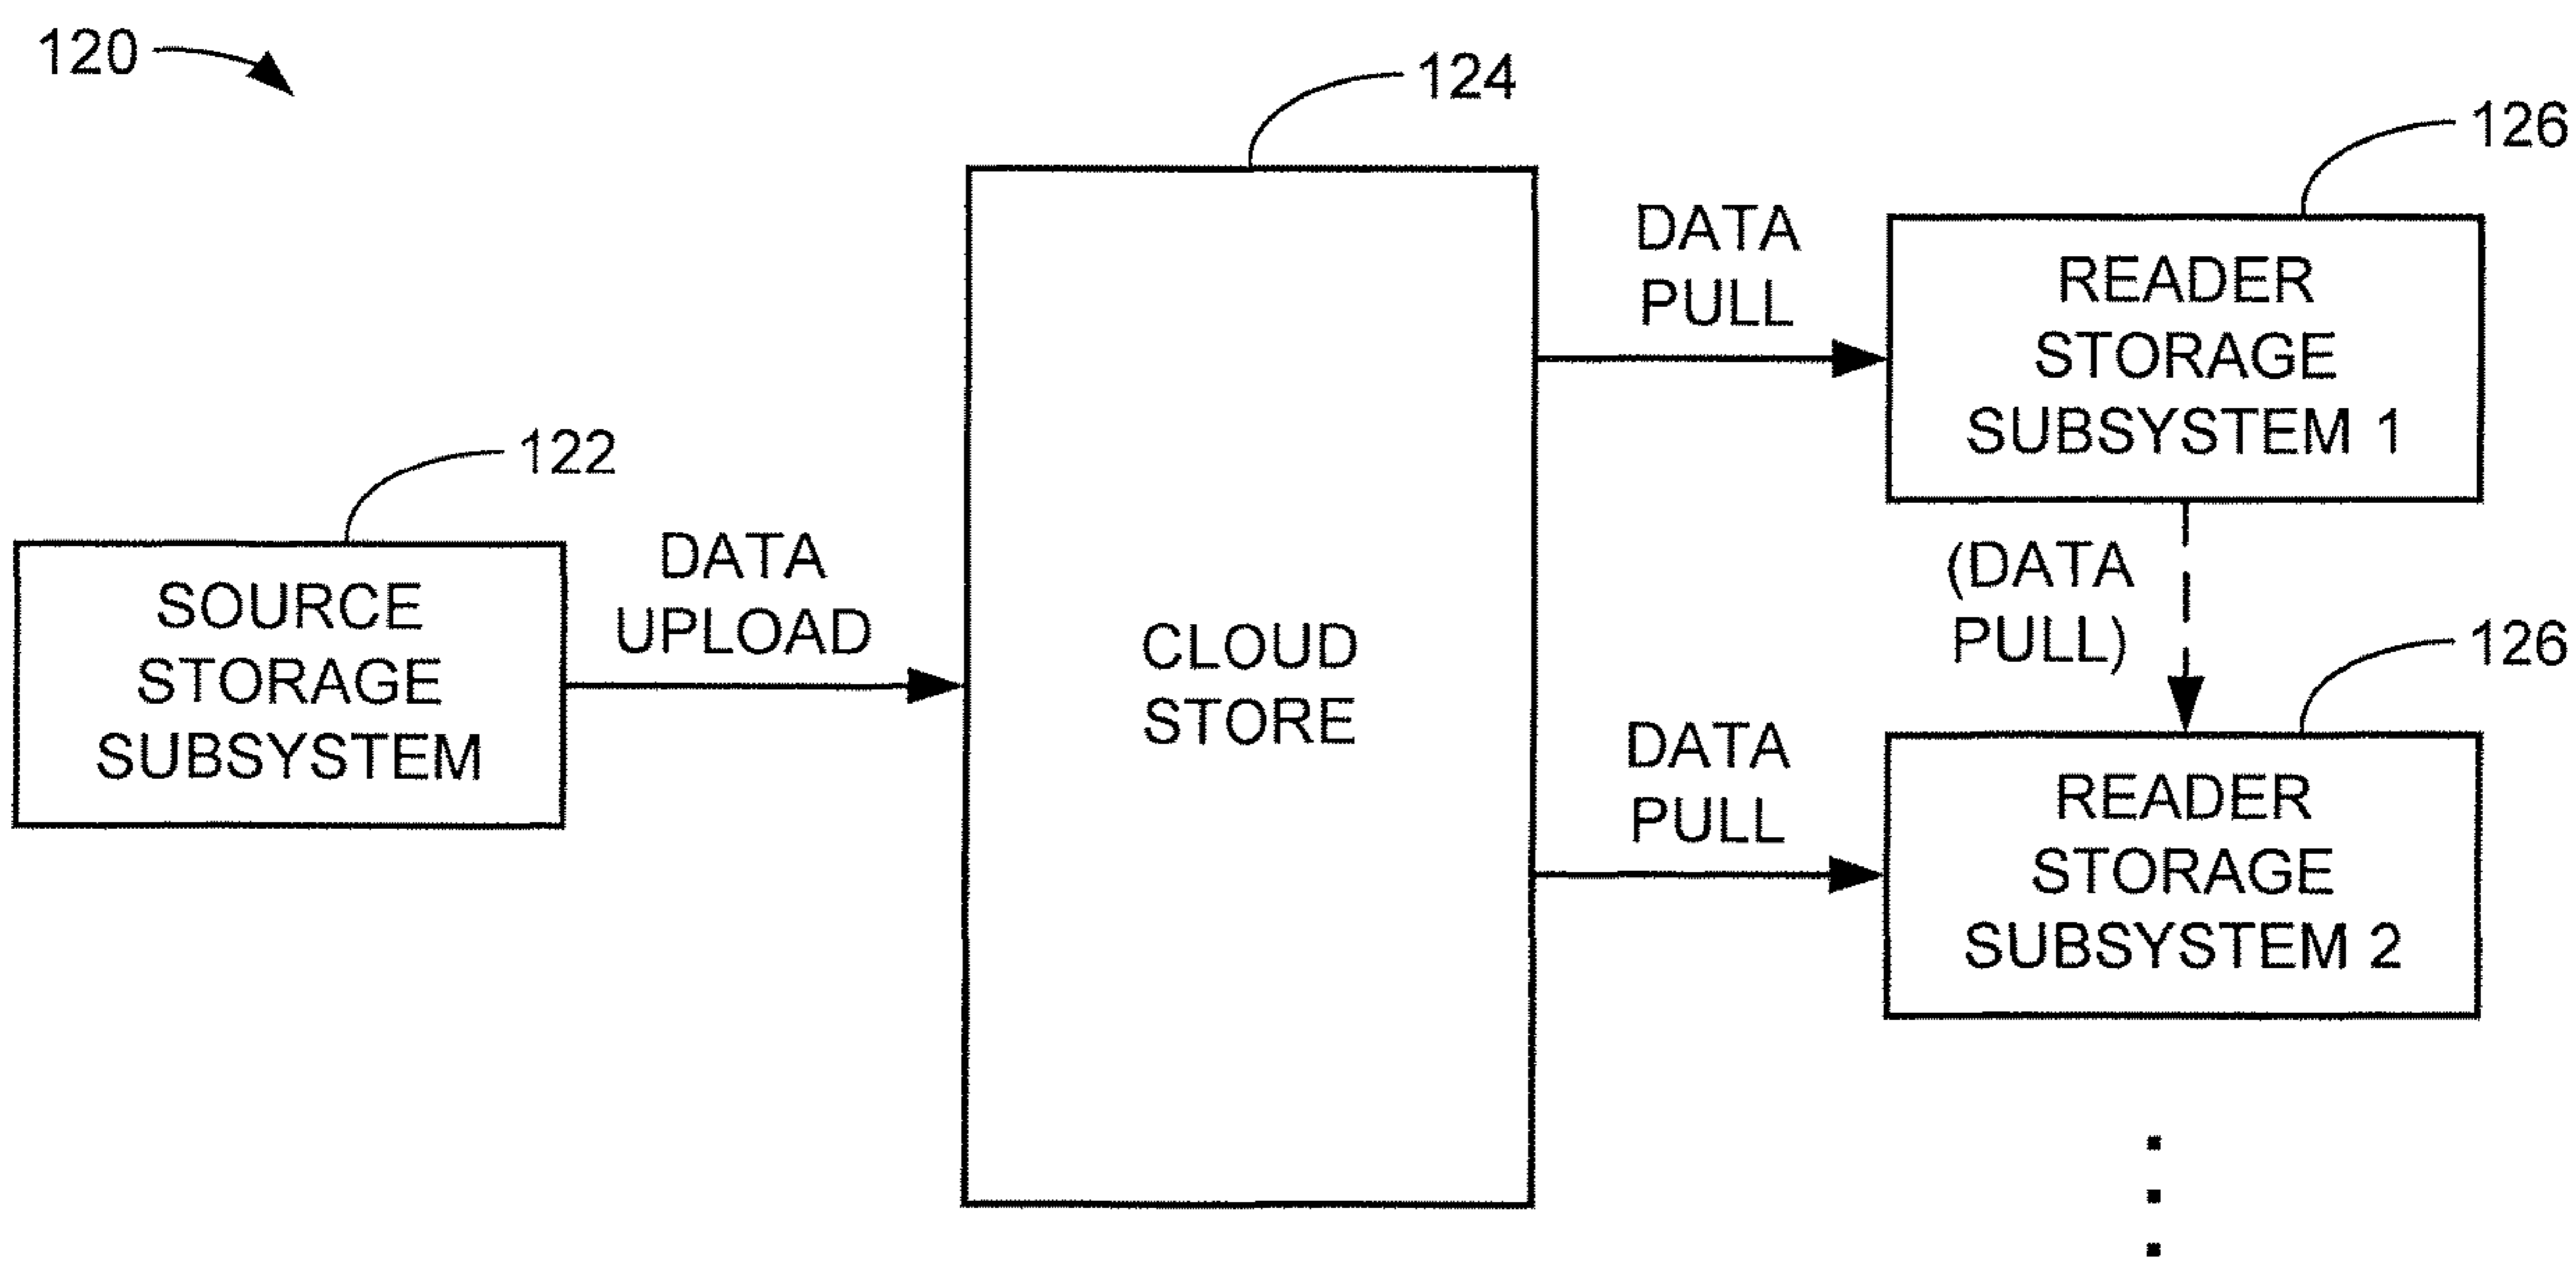 120
124
126
DATA
PULL
READER
STORAGE
SUBSYSTEM 1
122
SOURCE
STORAGE
SUBSYSTEM
DATA
UPLOAD
CLOUD
STORE
(DATA
PULL)
126
DATA
PULL
READER
STORAGE
SUBSYSTEM 2